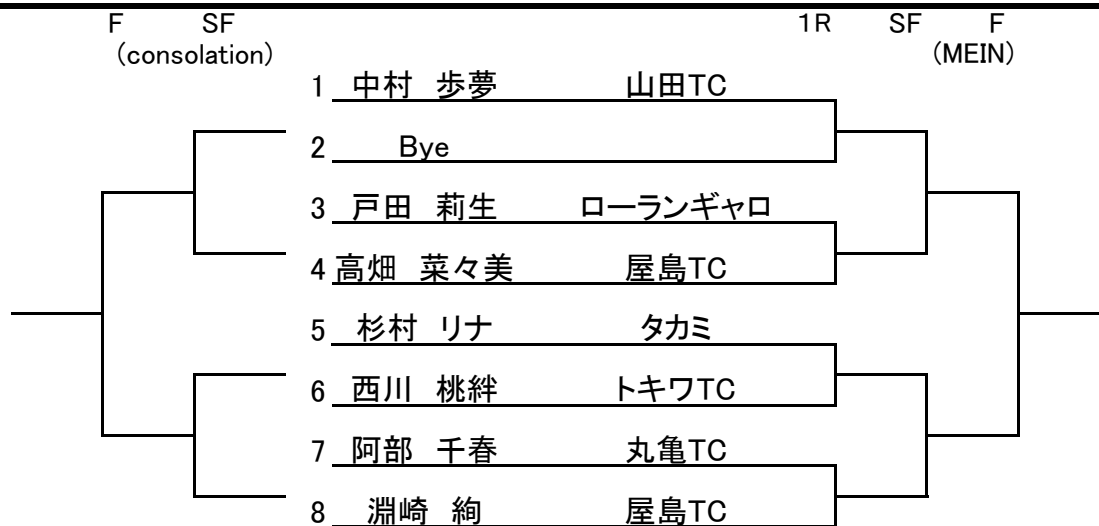 F SF 1R SF F
(consolation) (MEIN)
1 中村 歩夢 山田TC
2 Bye
3 戸田 莉生 ローランギャロ
4 高畑 菜々美 屋島TC
5 杉村 リナ タカミ
6 西川 桃絆 トキワTC
7 阿部 千春 丸亀TC
8 淵崎 絢 屋島TC